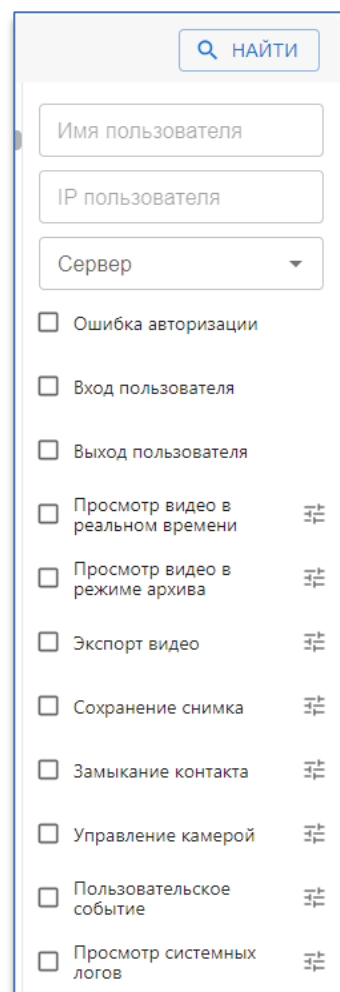 НАЙТИ
Имя пользователя
IP пользователя
Сервер
Ошибка авторизации
Вход пользователя
Выход пользователя
Просмотр видео в
реальном времени
Просмотр видео в
режиме архива
Экспорт видео
Сохранение снимка
Замыкание контакта
Управление камерой
Пользовательское
событие
Просмотр системных
логов